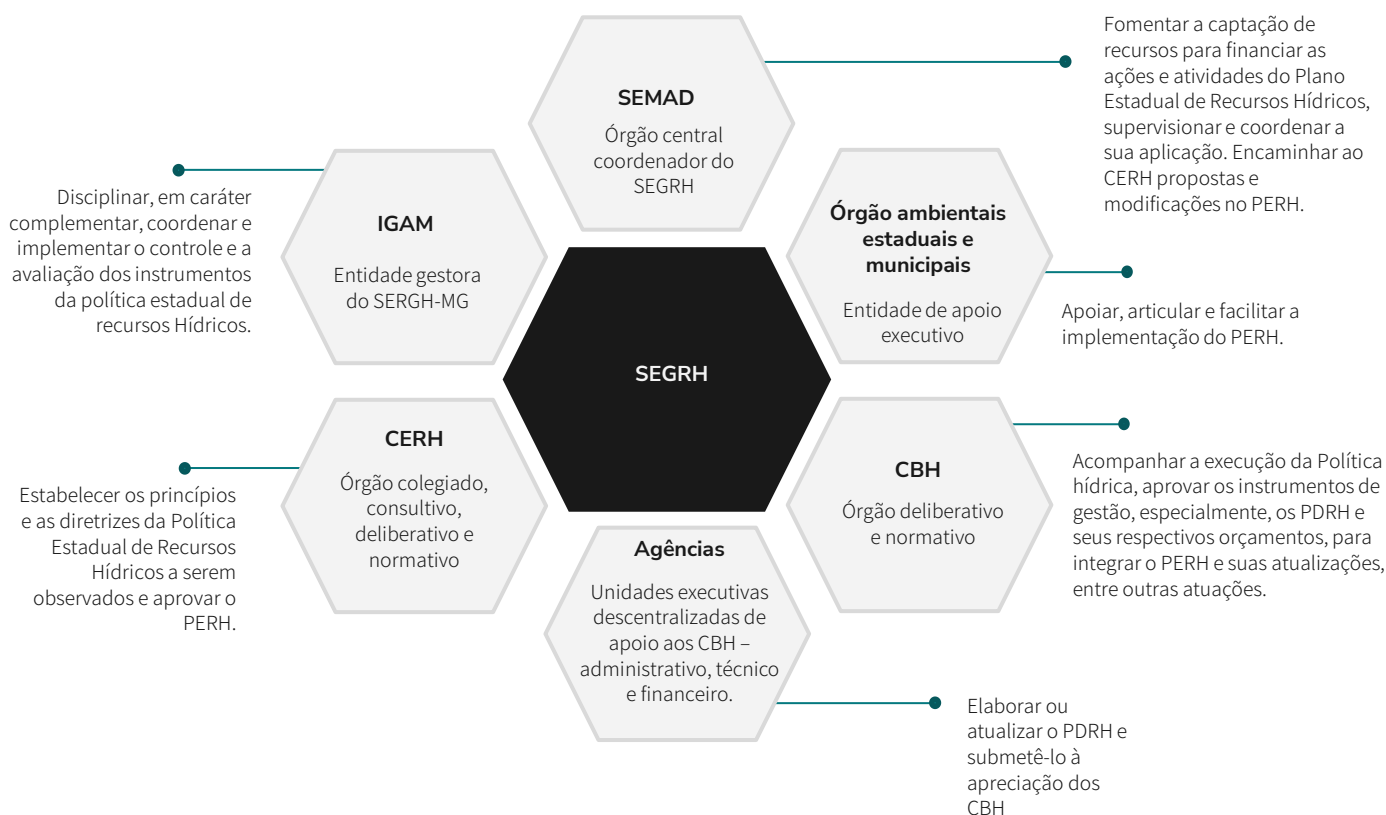 SEMAD
Órgão central
coordenador do
SEGRH
Fomentar a captação de
recursos para financiar as
ações e atividades do Plano
Estadual de Recursos Hídricos,
supervisionar e coordenar a
sua aplicação. Encaminhar ao
CERH propostas e
modificações no PERH.
IGAM
Entidade gestora
do SERGH-MG
Disciplinar, em caráter
complementar, coordenar e
implementar o controle e a
avaliação dos instrumentos
da política estadual de
recursos Hídricos.
Órgão ambientais
estaduais e
municipais
Entidade de apoio
executivo
Apoiar, articular e facilitar a
implementação do PERH.
SEGRH
CERH
Órgão colegiado,
consultivo,
deliberativo e
normativo
Estabelecer os princípios
e as diretrizes da Política
Estadual de Recursos
Hídricos a serem
observados e aprovar o
PERH.
CBH
Órgão deliberativo
e normativo
Acompanhar a execução da Política
hídrica, aprovar os instrumentos de
gestão, especialmente, os PDRH e
seus respectivos orçamentos, para
integrar o PERH e suas atualizações,
entre outras atuações.
Agências
Unidades executivas
descentralizadas de
apoio aos CBH –
administrativo, técnico
e financeiro.
Elaborar ou
atualizar o PDRH e
submetê-lo à
apreciação dos
CBH